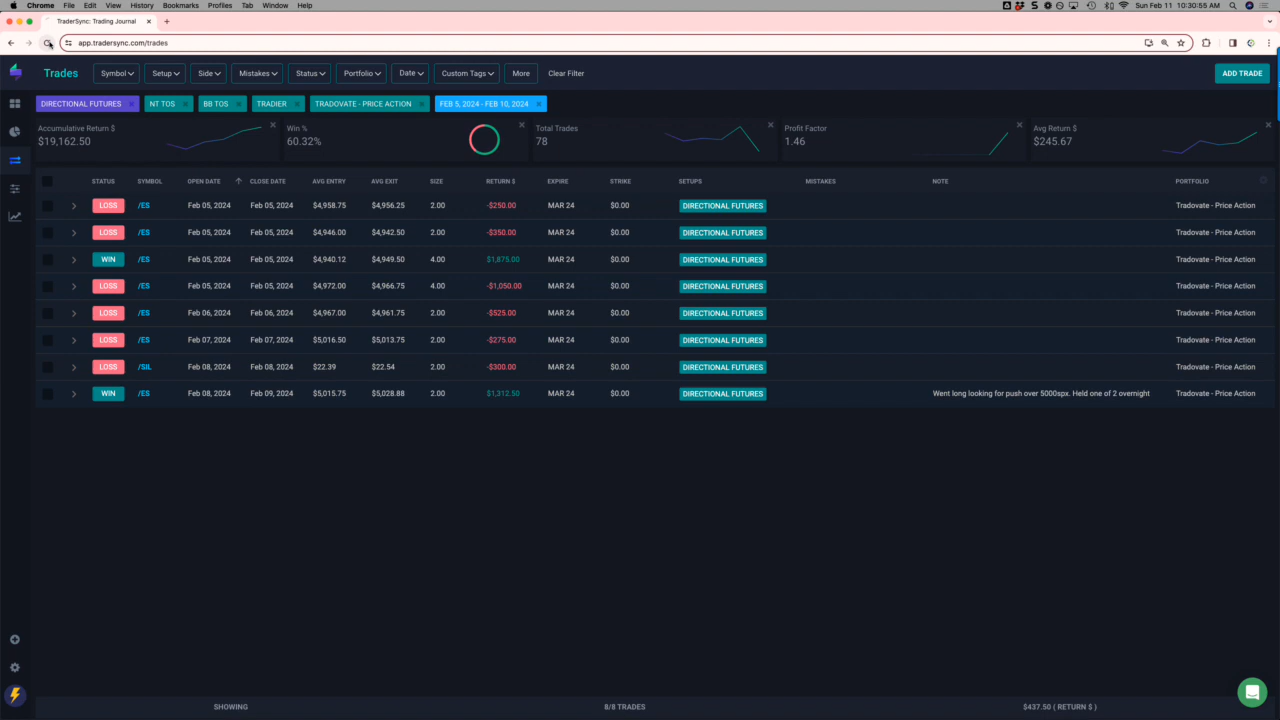 Chrome File Edit View History Bookmarks Profiles Tab Window Help Sun Feb 11 10:30:55 AM
TraderSync: Trading Journal
app.tradersync.com/trades
Trades Symbol Setup Side Mistakes Status Portfolio Date Custom Tags More Clear Filter ADD TRADE
DIRECTIONAL FUTURES × NT TOS × BB TOS × TRADIER × TRADOVATE - PRICE ACTION × FEB 5, 2024 - FEB 10, 2024 ×
Accumulative Return $ Win % Total Trades Profit Factor Avg Return $
$19,162.50 60.32% 78 1.46 $245.67
STATUS SYMBOL OPEN DATE CLOSE DATE AVG ENTRY AVG EXIT SIZE RETURN $ EXPIRE STRIKE SETUPS MISTAKES NOTE PORTFOLIO
LOSS /ES Feb 05, 2024 Feb 05, 2024 $4,958.75 $4,956.25 2.00 -$250.00 MAR 24 $0.00 DIRECTIONAL FUTURES Tradovate - Price Action
LOSS /ES Feb 05, 2024 Feb 05, 2024 $4,946.00 $4,942.50 2.00 -$350.00 MAR 24 $0.00 DIRECTIONAL FUTURES Tradovate - Price Action
WIN /ES Feb 05, 2024 Feb 05, 2024 $4,940.12 $4,949.50 4.00 $1,875.00 MAR 24 $0.00 DIRECTIONAL FUTURES Tradovate - Price Action
LOSS /ES Feb 05, 2024 Feb 05, 2024 $4,972.00 $4,966.75 4.00 -$1,050.00 MAR 24 $0.00 DIRECTIONAL FUTURES Tradovate - Price Action
LOSS /ES Feb 06, 2024 Feb 06, 2024 $4,967.00 $4,961.75 2.00 -$525.00 MAR 24 $0.00 DIRECTIONAL FUTURES Tradovate - Price Action
LOSS /ES Feb 07, 2024 Feb 07, 2024 $5,016.50 $5,013.75 2.00 -$275.00 MAR 24 $0.00 DIRECTIONAL FUTURES Tradovate - Price Action
LOSS /SIL Feb 08, 2024 Feb 08, 2024 $22.39 $22.54 2.00 -$300.00 MAR 24 $0.00 DIRECTIONAL FUTURES Tradovate - Price Action
WIN /ES Feb 08, 2024 Feb 09, 2024 $5,015.75 $5,028.88 2.00 $1,312.50 MAR 24 $0.00 DIRECTIONAL FUTURES Went long looking for push over 5000spx. Held one of 2 overnight Tradovate - Price Action
SHOWING 8/8 TRADES $437.50 ( RETURN $ )